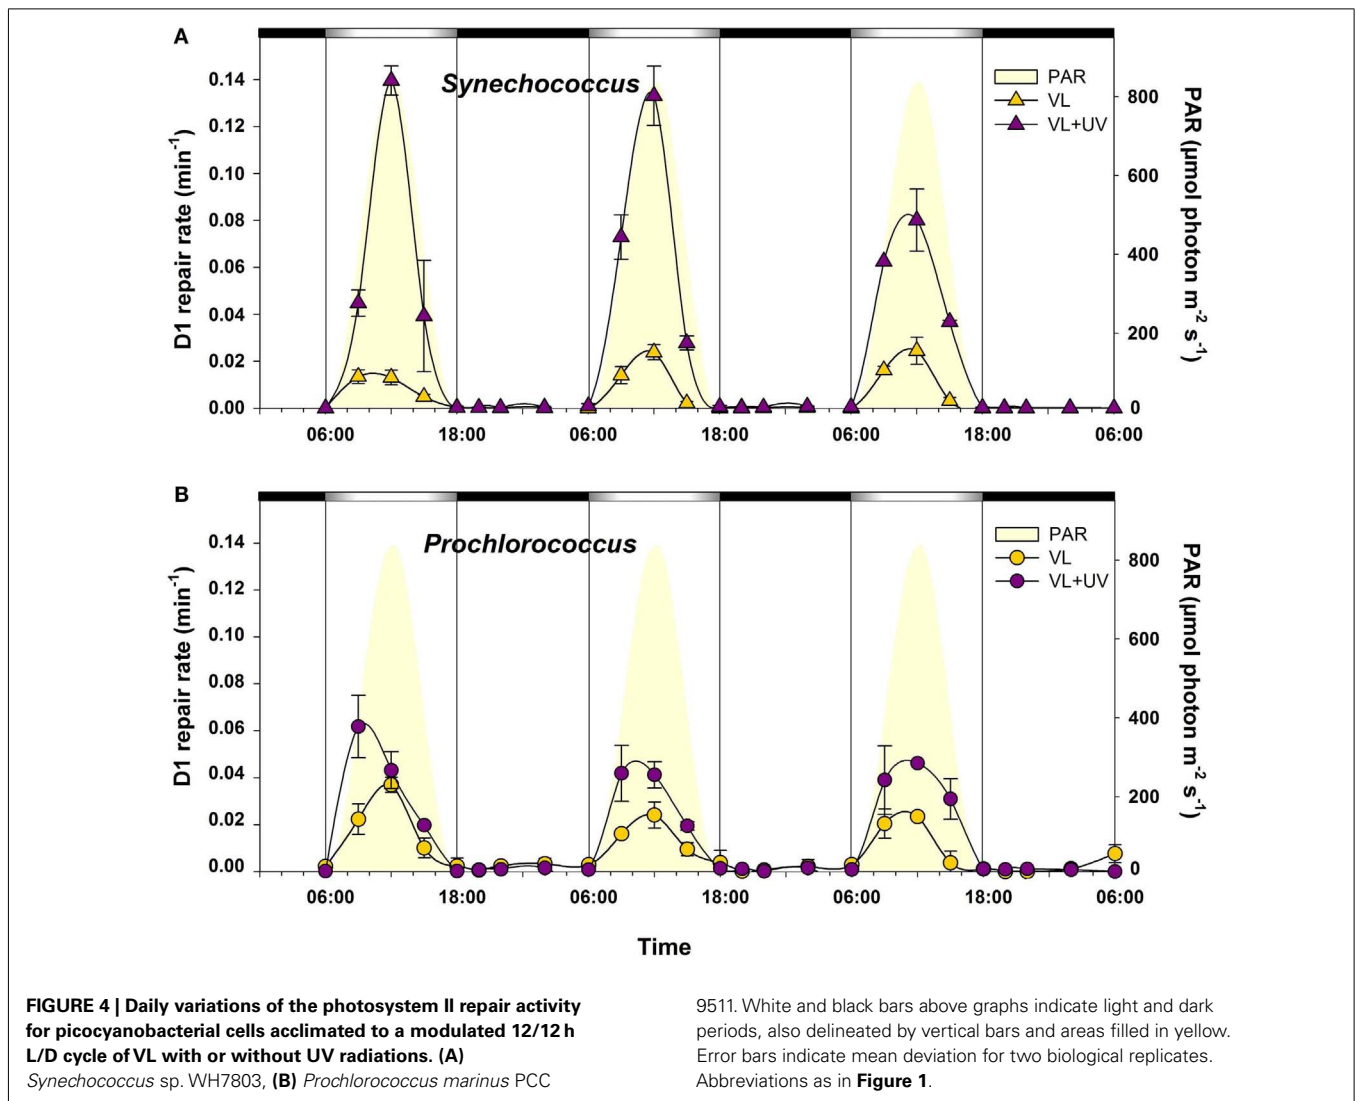 A
Synechococcus
PAR
VL
VL+UV
0.14
0.12
0.10
0.08
0.06
0.04
0.02
0.00
D1 repair rate (min-1)
800
600
400
200
0
PAR (µmol photon m-2 s-1)
06:00 18:00 06:00 18:00 06:00 18:00 06:00
B
Prochlorococcus
PAR
VL
VL+UV
0.14
0.12
0.10
0.08
0.06
0.04
0.02
0.00
D1 repair rate (min-1)
800
600
400
200
0
PAR (µmol photon m-2 s-1)
06:00 18:00 06:00 18:00 06:00 18:00 06:00
Time
FIGURE 4 | Daily variations of the photosystem II repair activity
for picocyanobacterial cells acclimated to a modulated 12/12 h
L/D cycle of VL with or without UV radiations. (A)
Synechococcus sp. WH7803, (B) Prochlorococcus marinus PCC
9511. White and black bars above graphs indicate light and dark
periods, also delineated by vertical bars and areas filled in yellow.
Error bars indicate mean deviation for two biological replicates.
Abbreviations as in Figure 1.